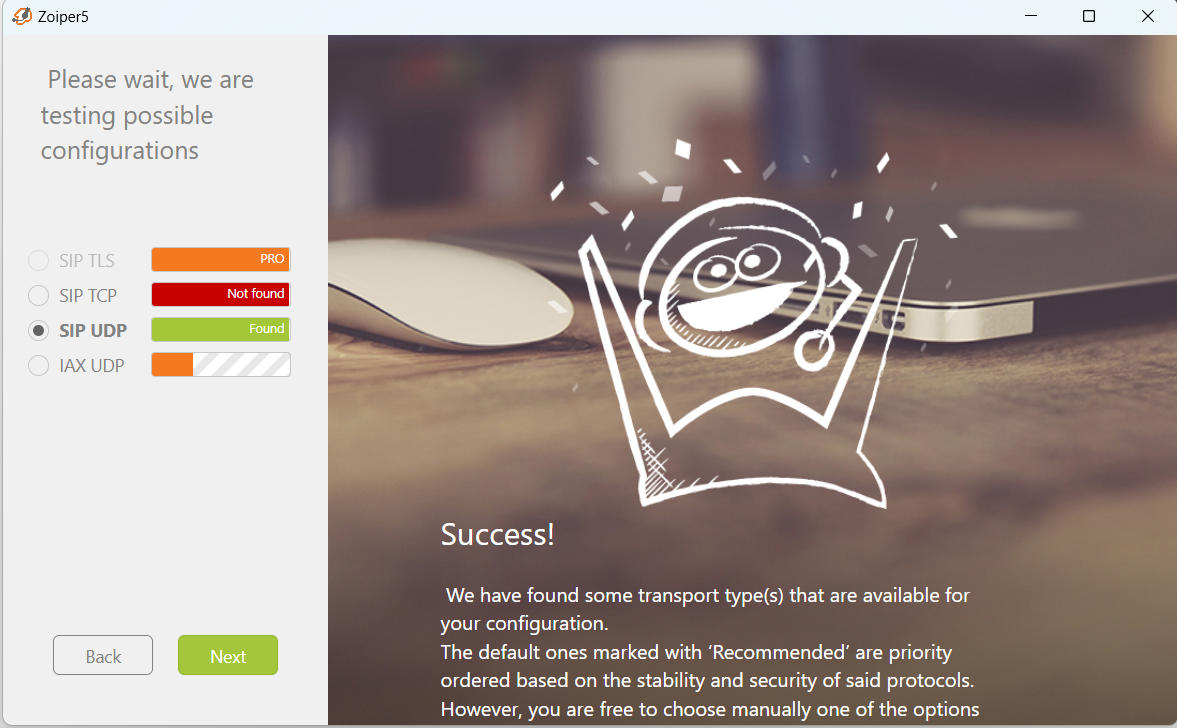 Zoiper5
Please wait, we are
testing possible
configurations
SIP TLS PRO
SIP TCP Not found
SIP UDP Found
IAX UDP
Back Next
Success!
We have found some transport type(s) that are available for
your configuration.
The default ones marked with ‘Recommended’ are priority
ordered based on the stability and security of said protocols.
However, you are free to choose manually one of the options